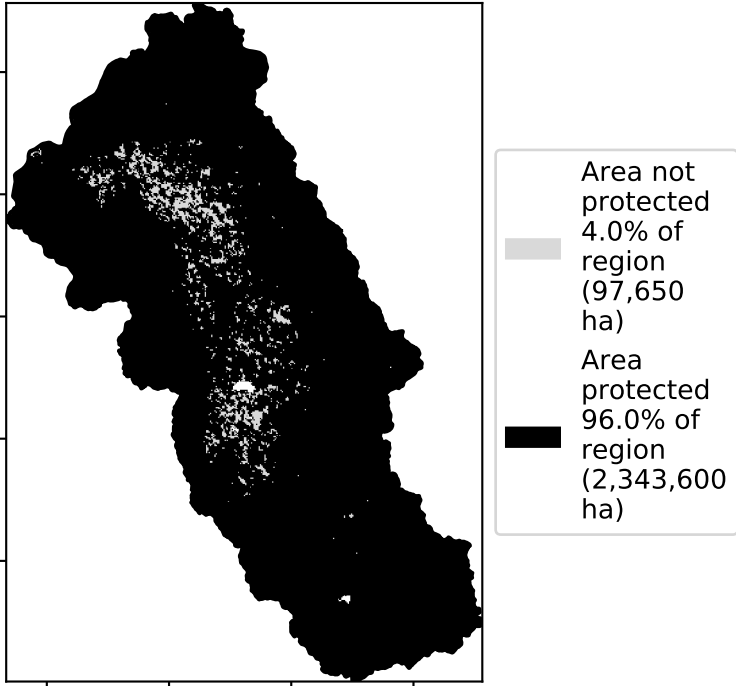 Area not
protected
4.0% of
region
(97,650
ha)
Area
protected
96.0% of
region
(2,343,600
ha)